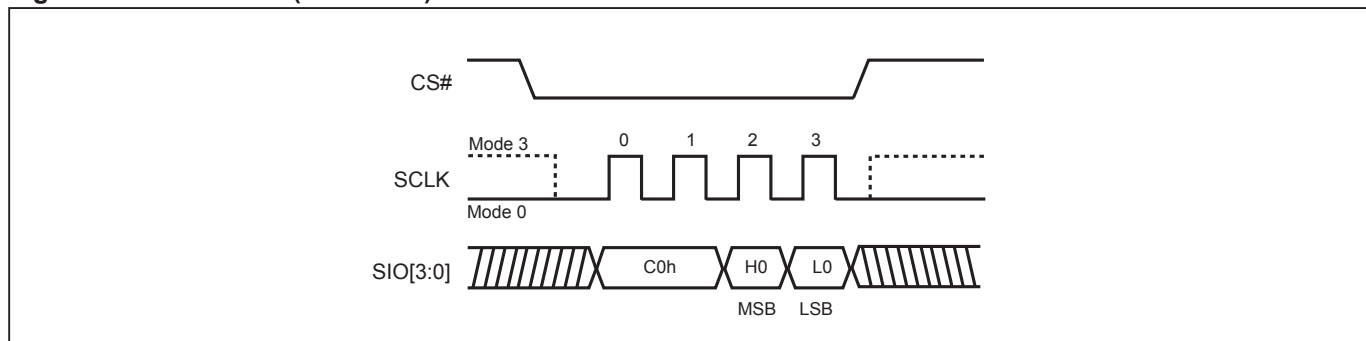 CS#
Mode 3 0 1 2 3
SCLK
Mode 0
SIO[3:0] C0h H0 L0
MSB LSB